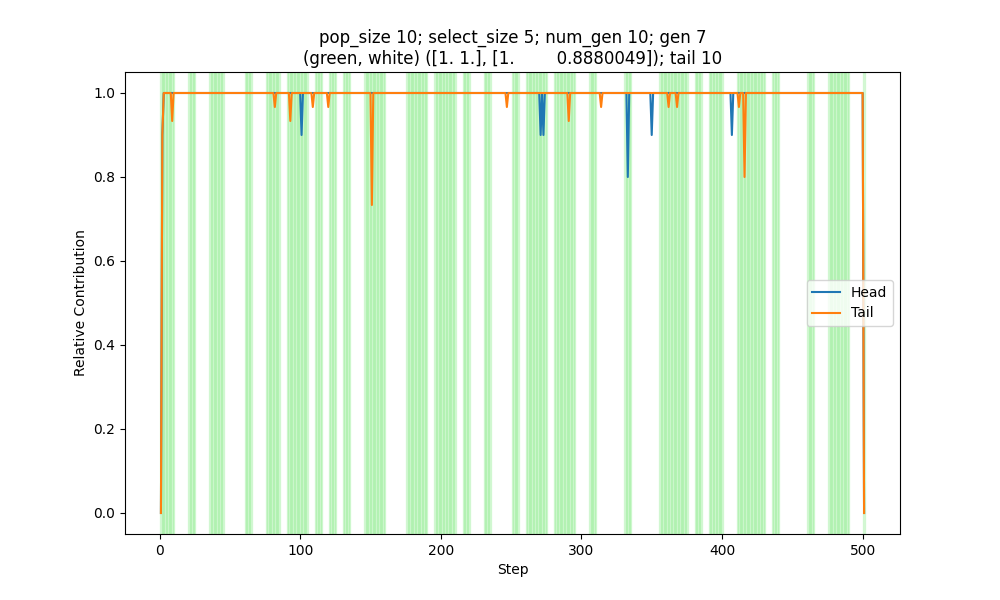 pop_size 10; select_size 5; num_gen 10; gen 7
(green, white) ([1. 1.], [1.        0.8880049]); tail 10
1.0
0.8
0.6
0.4
0.2
0.0
Relative Contribution
Head
Tail
0
100
200
300
400
500
Step